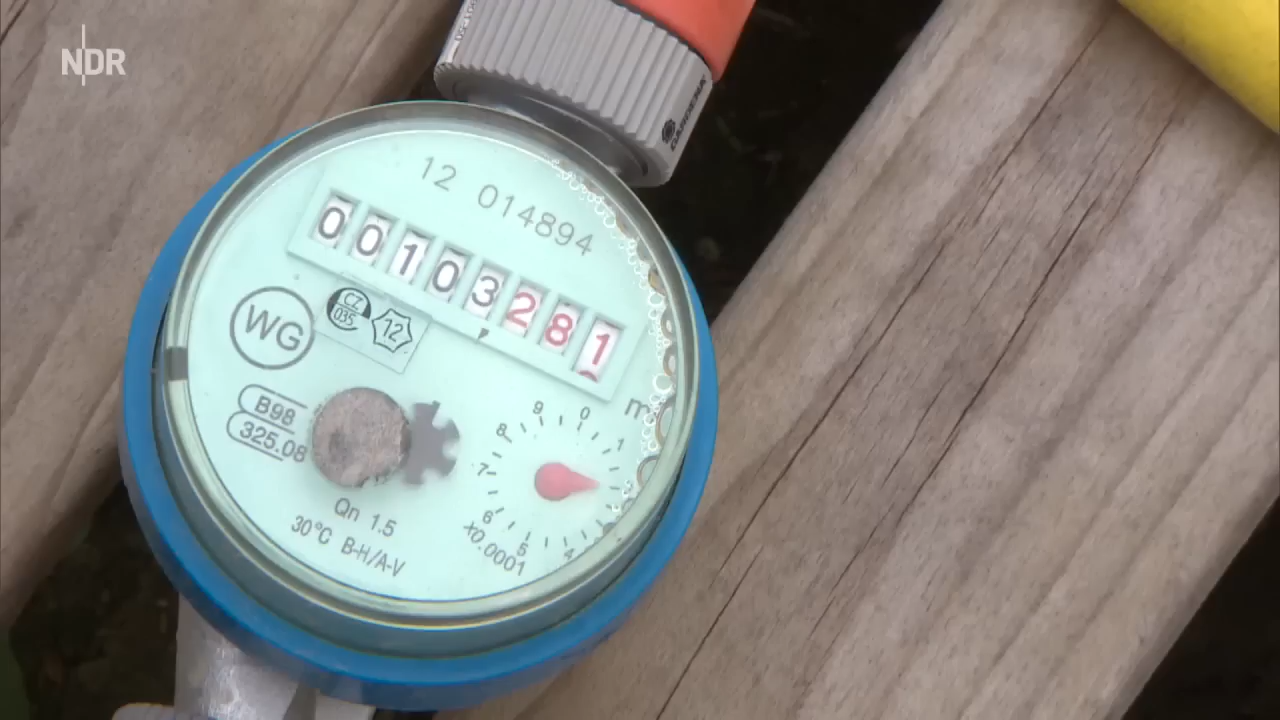 NDR
GARDENA
12 014894
00103281
CZ
035
12
WG
B98
325.08
9 0 1
8
7
6
5 4
m
x0.0001
Qn 1.5
30°C B-H/A-V